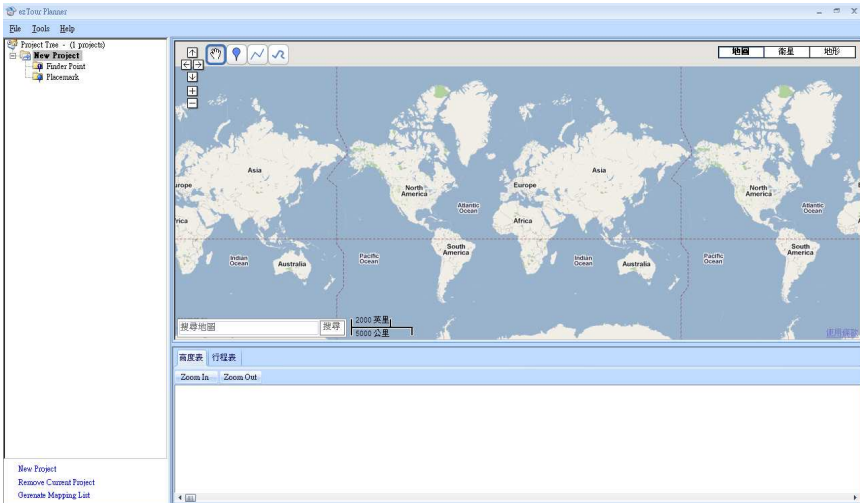 ezTour Planner
File Tools Help
Project Tree - (1 projects)
New Project
Finder Point
Placemark
地圖 衛星 地形
Asia
North America
Atlantic Ocean
Europe
Asia
North America
Atlantic Ocean
Africa
Indian Ocean
Australia
Pacific Ocean
South America
Indian Ocean
Australia
Pacific Ocean
South America
搜尋地圖 搜尋
2000 英里
5000 公里
高度表 行程表
Zoom In Zoom Out
New Project
Remove Current Project
Gerenate Mapping List